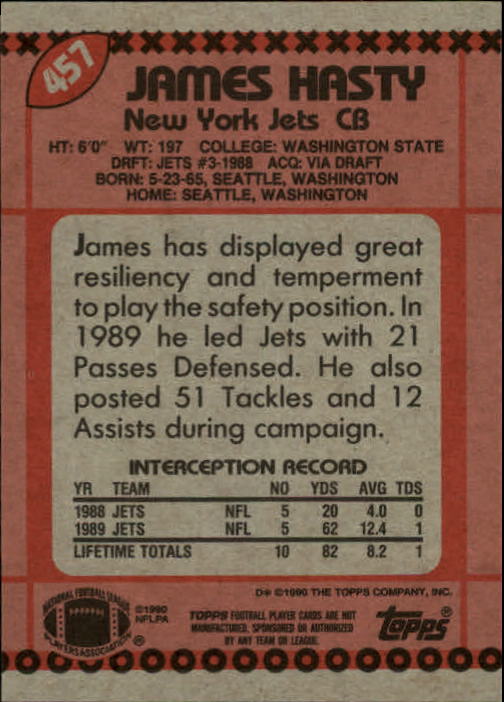 457
JAMES HASTY
New York Jets CB
HT: 6'0" WT: 197 COLLEGE: WASHINGTON STATE
DRFT: JETS #3-1988 ACQ: VIA DRAFT
BORN: 5-23-65, SEATTLE, WASHINGTON
HOME: SEATTLE, WASHINGTON
James has displayed great
resiliency and temperment
to play the safety position. In
1989 he led Jets with 21
Passes Defensed. He also
posted 51 Tackles and 12
Assists during campaign.
INTERCEPTION RECORD
YR TEAM NO YDS AVG TDS
1988 JETS NFL 5 20 4.0 0
1989 JETS NFL 5 62 12.4 1
LIFETIME TOTALS 10 82 8.2 1
D* ©1990 THE TOPPS COMPANY, INC.
NATIONAL FOOTBALL LEAGUE
PLAYERS ASSOCIATION ®
©1990
NFLPA
TOPPS FOOTBALL PLAYER CARDS ARE NOT
MANUFACTURED, SPONSORED OR AUTHORIZED
BY ANY TEAM OR LEAGUE.
topps®